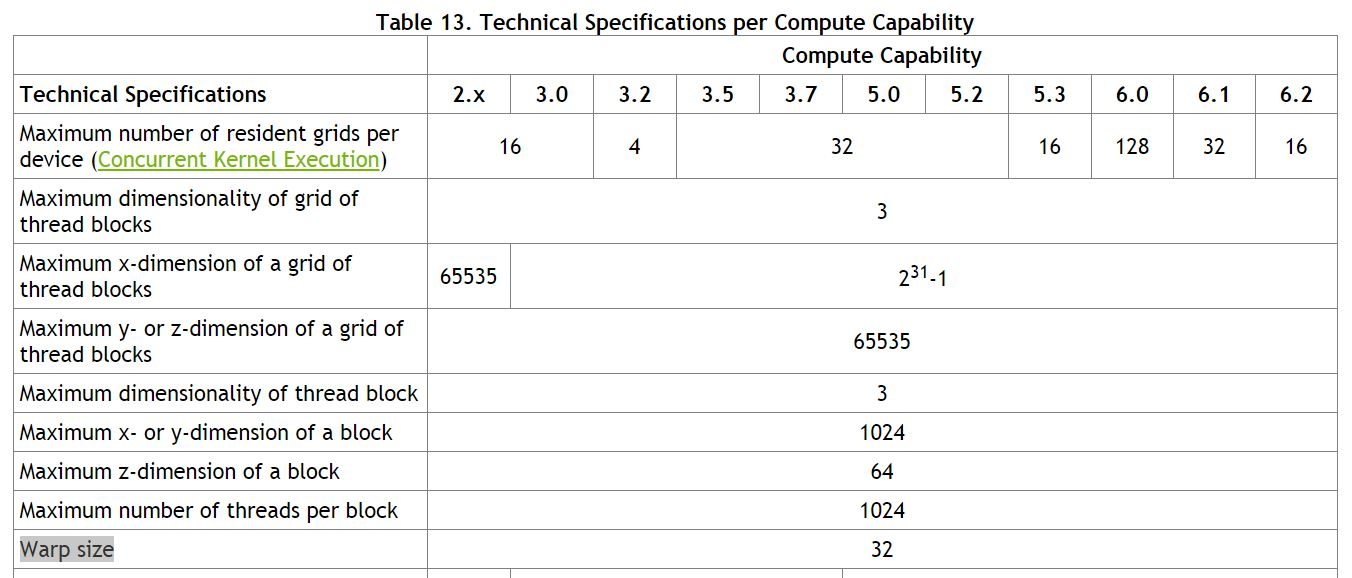 Table 13. Technical Specifications per Compute Capability
Compute Capability
Technical Specifications 2.x 3.0 3.2 3.5 3.7 5.0 5.2 5.3 6.0 6.1 6.2
Maximum number of resident grids per
device (Concurrent Kernel Execution) 16 4 32 16 128 32 16
Maximum dimensionality of grid of
thread blocks 3
Maximum x-dimension of a grid of
thread blocks 65535 2³¹-1
Maximum y- or z-dimension of a grid of
thread blocks 65535
Maximum dimensionality of thread block 3
Maximum x- or y-dimension of a block 1024
Maximum z-dimension of a block 64
Maximum number of threads per block 1024
Warp size 32